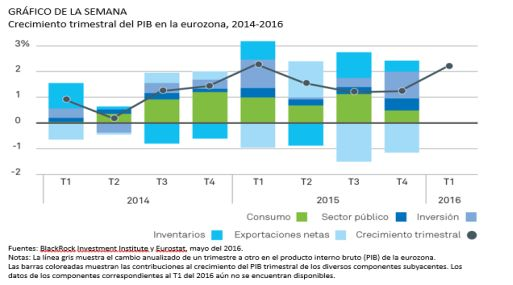 GRÁFICO DE LA SEMANA
Crecimiento trimestral del PIB en la eurozona, 2014-2016
3%
2
1
0
-1
-2
T1 T2 T3 T4 T1 T2 T3 T4 T1
2014 2015 2016
Consumo Sector público Inversión
Inventarios Exportaciones netas Crecimiento trimestral
Fuentes: BlackRock Investment Institute y Eurostat, mayo del 2016.
Notas: La línea gris muestra el cambio anualizado de un trimestre a otro en el producto interno bruto (PIB) de la eurozona.
Las barras coloreadas muestran las contribuciones al crecimiento del PIB trimestral de los diversos componentes subyacentes. Los
datos de los componentes correspondientes al T1 del 2016 aún no se encuentran disponibles.